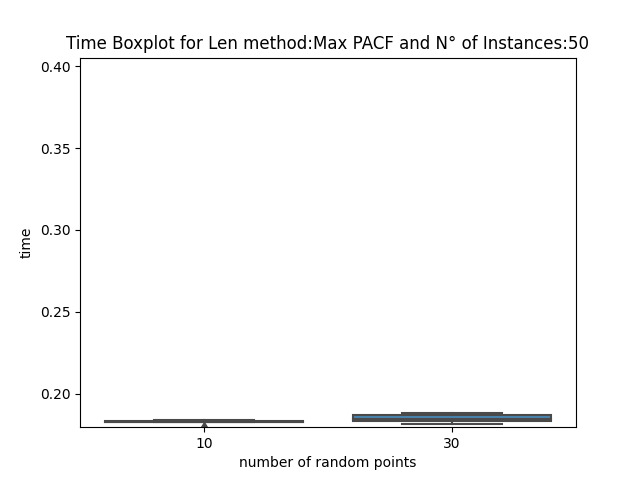 Time Boxplot for Len method:Max PACF and N° of Instances:50
0.40
0.35
0.30
0.25
0.20
time
10
30
number of random points